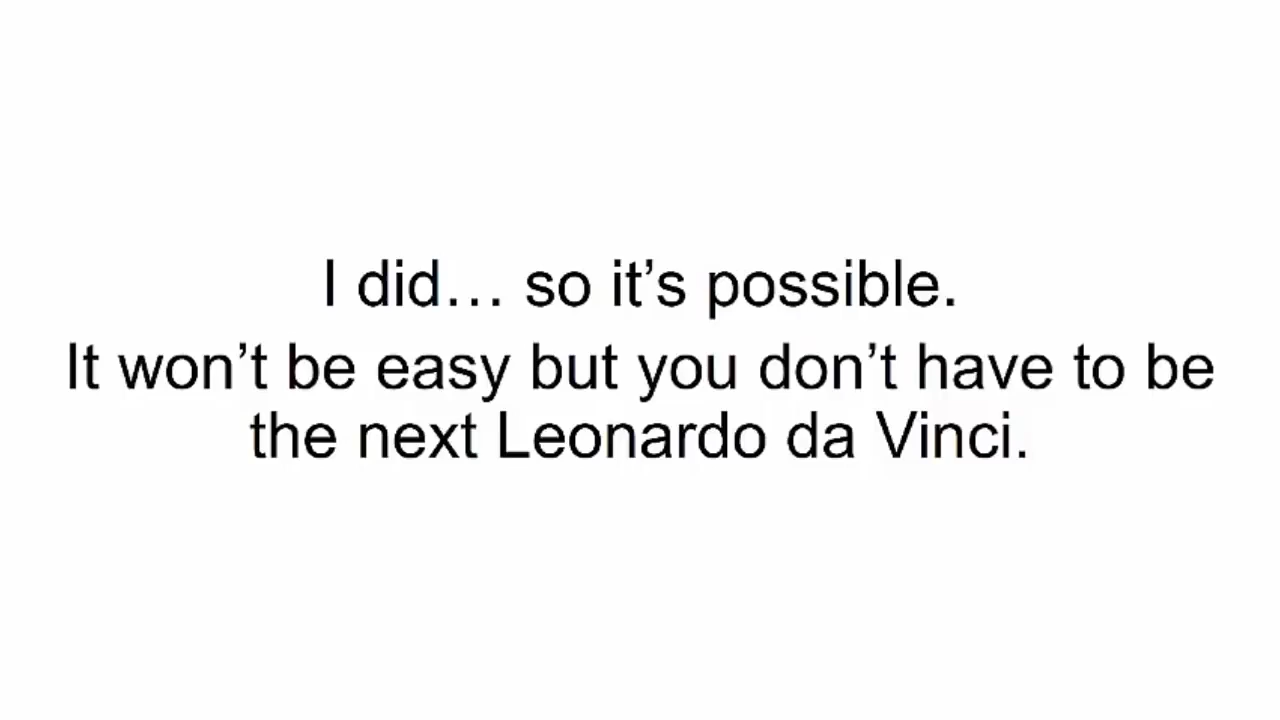 I did… so it’s possible.
It won’t be easy but you don’t have to be
the next Leonardo da Vinci.